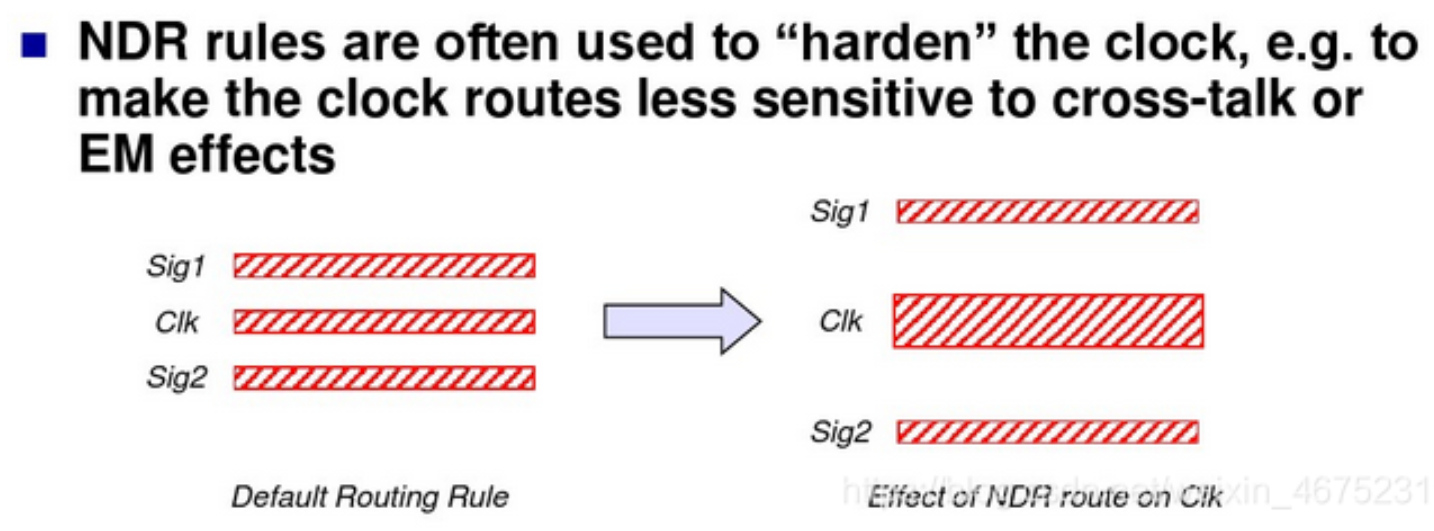 NDR rules are often used to “harden” the clock, e.g. to
make the clock routes less sensitive to cross-talk or
EM effects
Sig1
Clk
Sig2
Sig1
Clk
Sig2
Default Routing Rule
Effect of NDR route on Clk